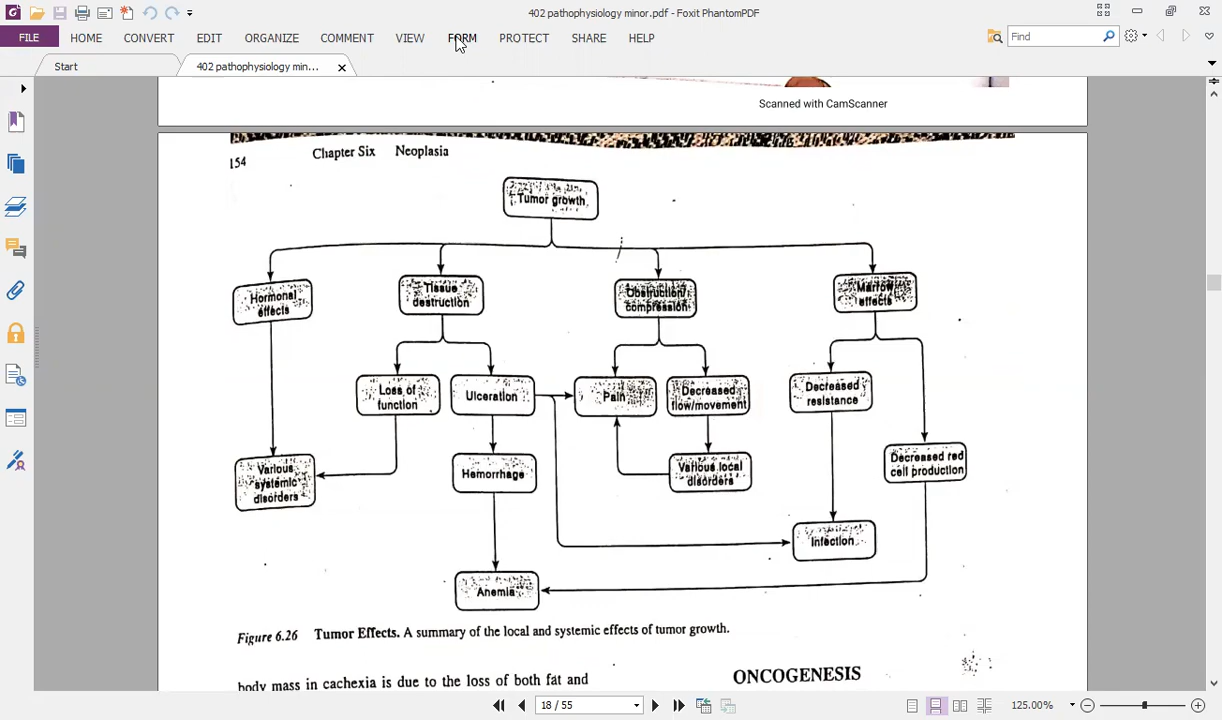 402 pathophysiology minor.pdf - Foxit PhantomPDF
FILE HOME CONVERT EDIT ORGANIZE COMMENT VIEW FORM PROTECT SHARE HELP
Find
Start
402 pathophysiology min...
Scanned with CamScanner
154 Chapter Six Neoplasia
Tumor growth
Hormonal
effects
Tissue
destruction
Obstruction/
compression
Marrow
effects
Loss of
function
Ulceration
Pain
Decreased
flow/movement
Decreased
resistance
Various
systemic
disorders
Hemorrhage
Various local
disorders
Decreased red
cell production
Infection
Anemia
Figure 6.26 Tumor Effects. A summary of the local and systemic effects of tumor growth.
body mass in cachexia is due to the loss of both fat and
ONCOGENESIS
18 / 55
125.00%